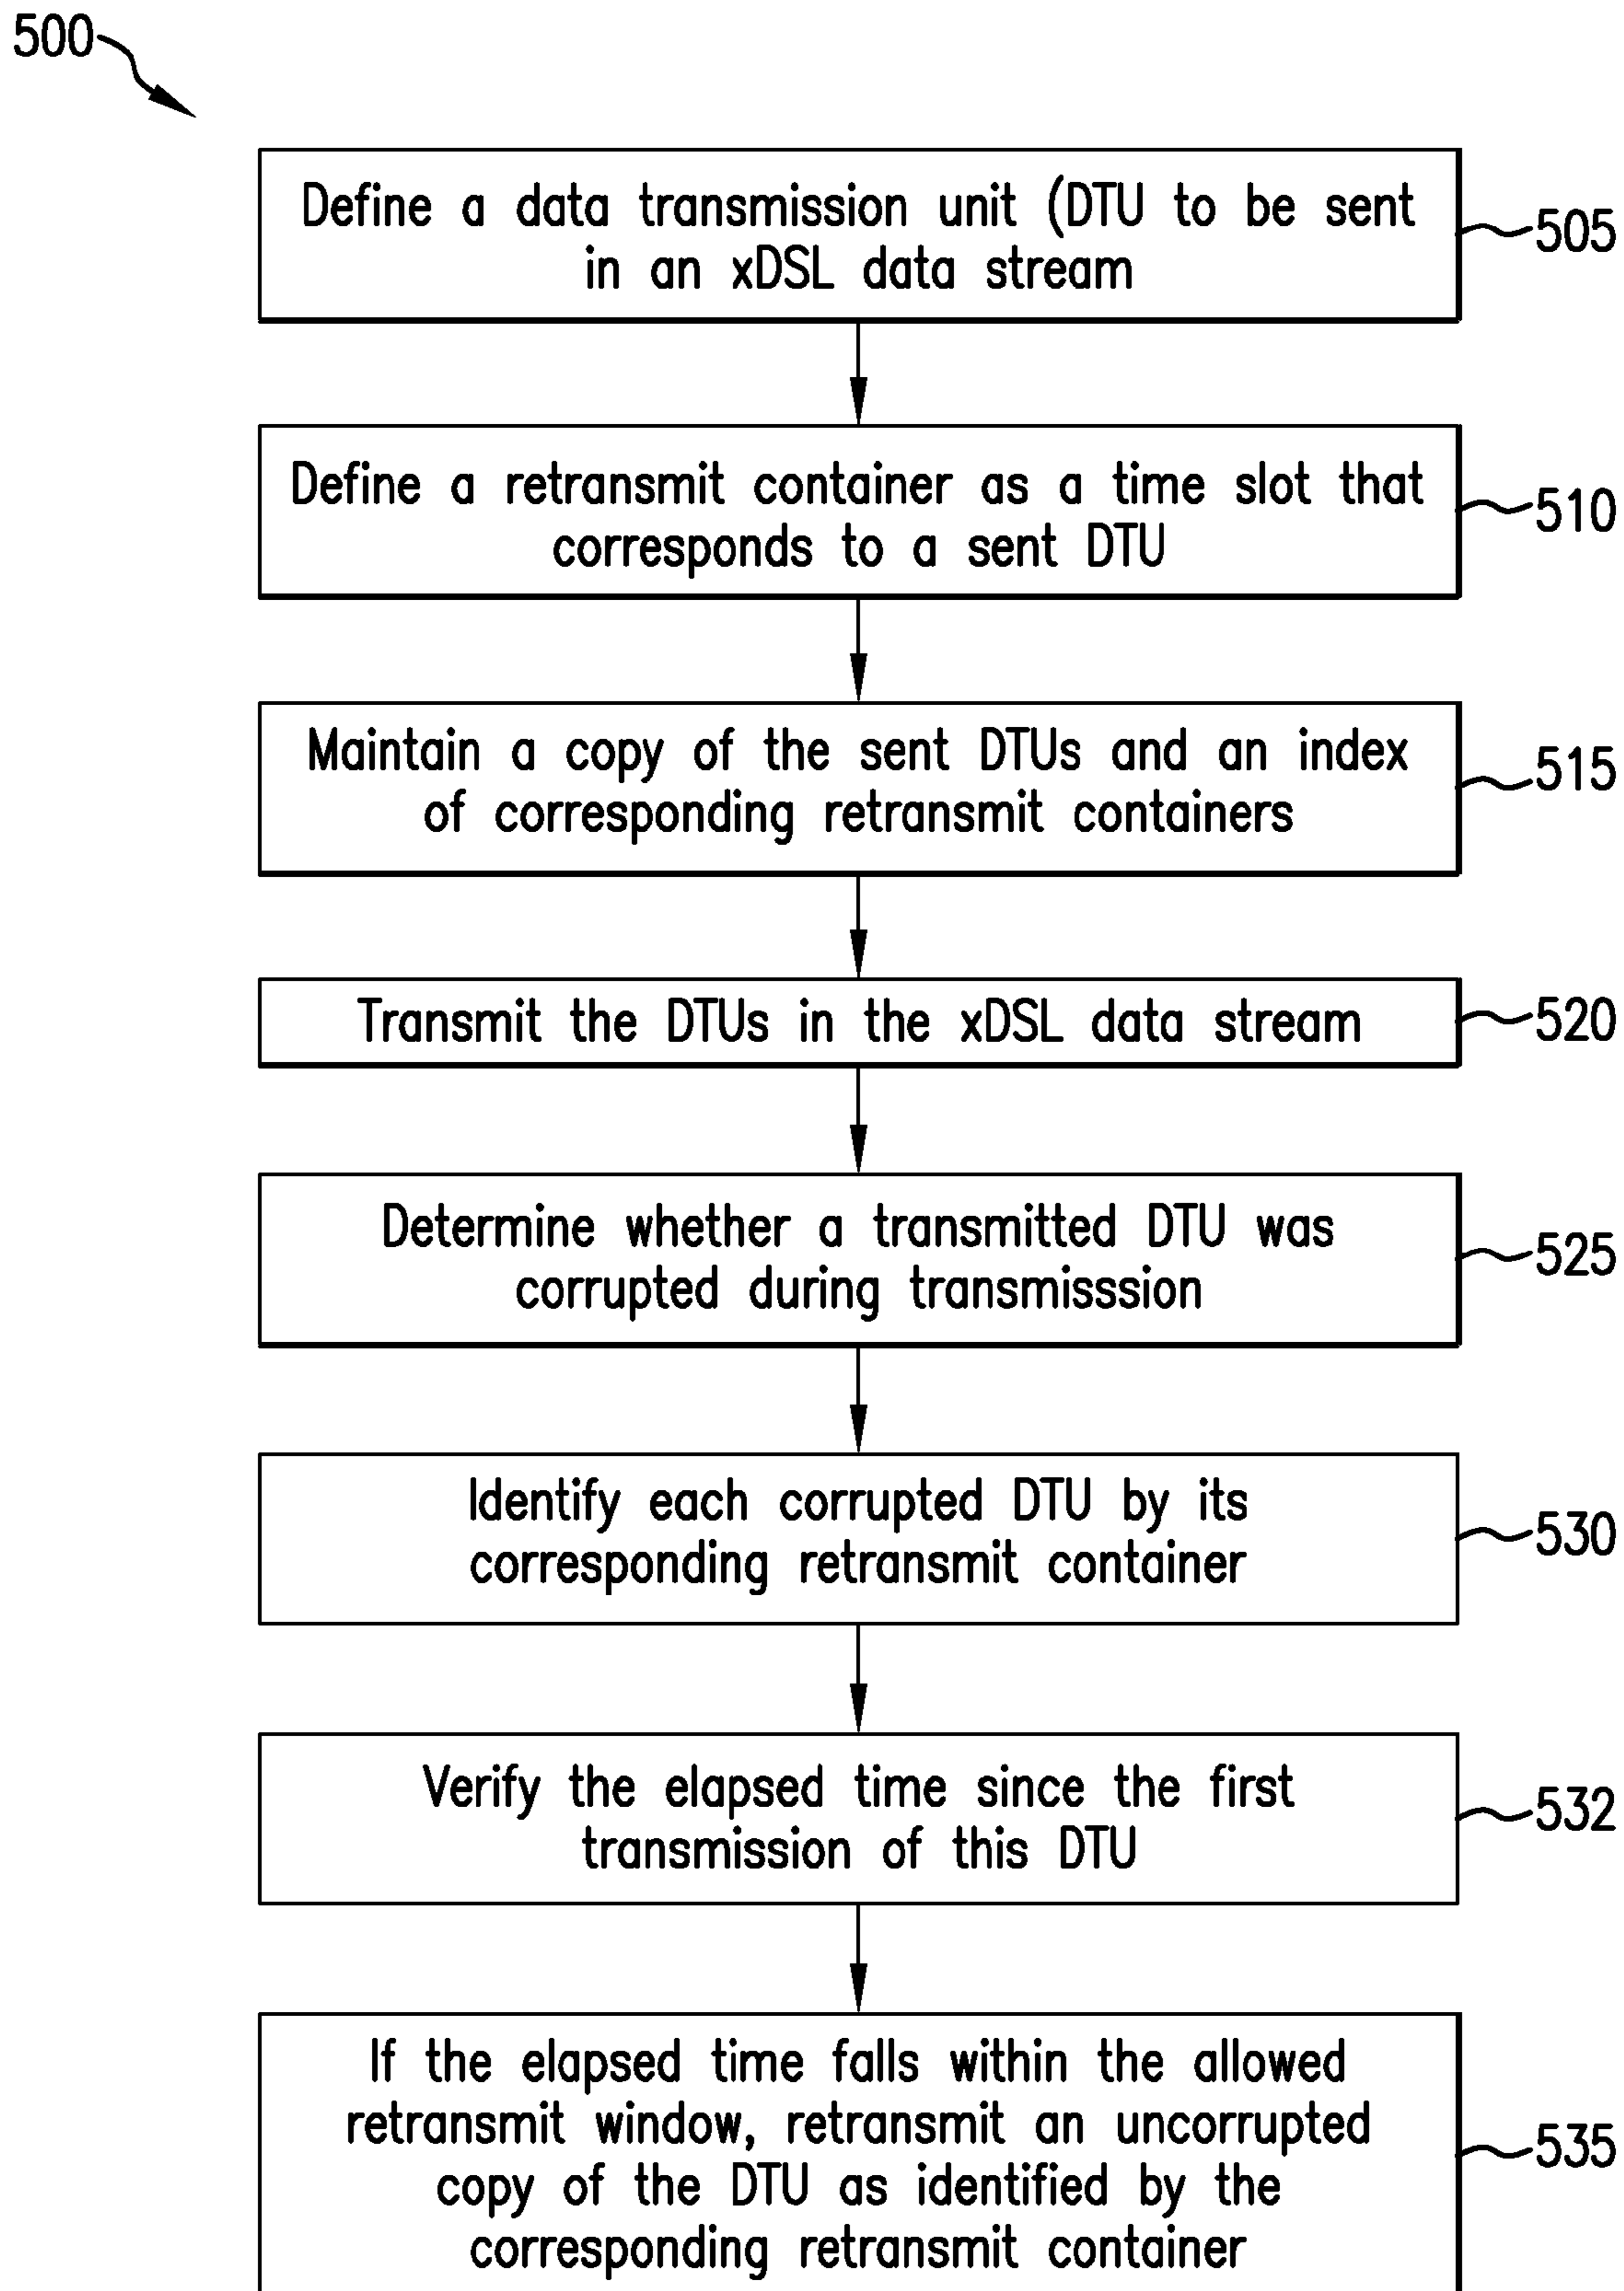 500
Define a data transmission unit (DTU to be sent
in an xDSL data stream
505
Define a retransmit container as a time slot that
corresponds to a sent DTU
510
Maintain a copy of the sent DTUs and an index
of corresponding retransmit containers
515
Transmit the DTUs in the xDSL data stream
520
Determine whether a transmitted DTU was
corrupted during transmisssion
525
Identify each corrupted DTU by its
corresponding retransmit container
530
Verify the elapsed time since the first
transmission of this DTU
532
If the elapsed time falls within the allowed
retransmit window, retransmit an uncorrupted
copy of the DTU as identified by the
corresponding retransmit container
535